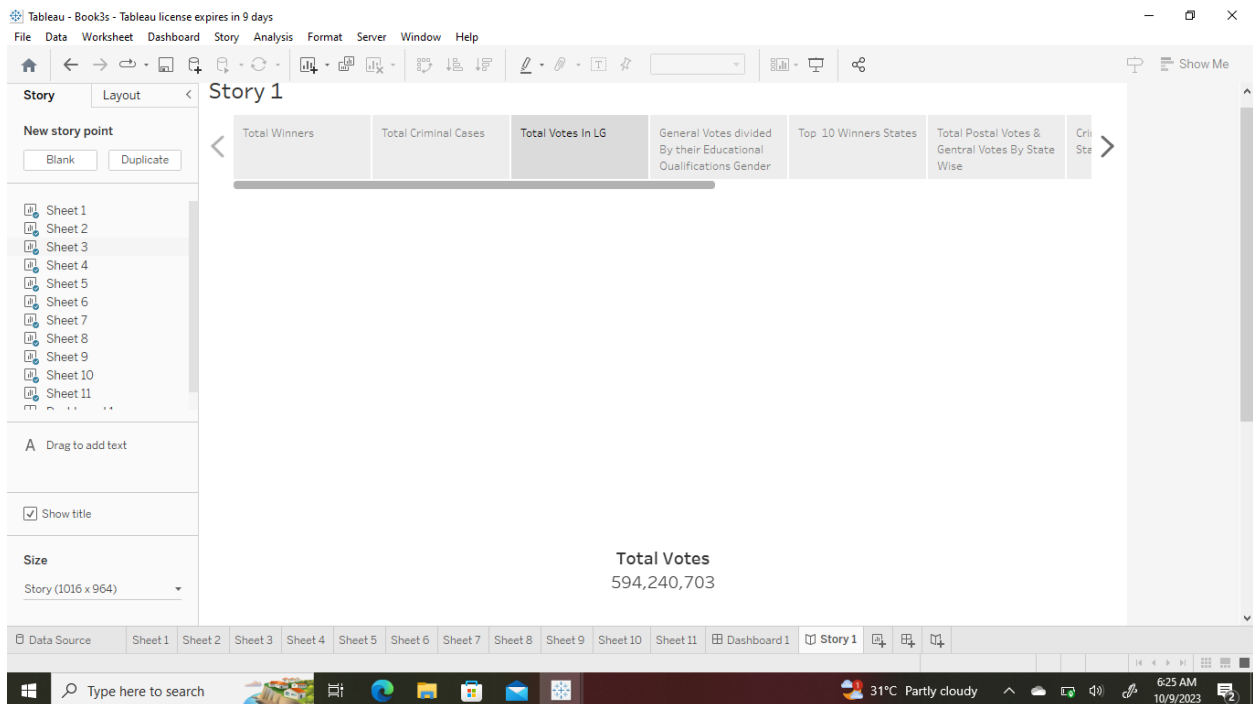 Tableau - Book3s - Tableau license expires in 9 days
File Data Worksheet Dashboard Story Analysis Format Server Window Help
Show Me
Story Layout
New story point
Blank Duplicate
Sheet 1
Sheet 2
Sheet 3
Sheet 4
Sheet 5
Sheet 6
Sheet 7
Sheet 8
Sheet 9
Sheet 10
Sheet 11
A Drag to add text
Show title
Size
Story (1016 x 964)
Story 1
Total Winners
Total Criminal Cases
Total Votes In LG
General Votes divided
By their Educational
Qualifications Gender
Top 10 Winners States
Total Postal Votes &
Gentral Votes By State
Wise
Cri
Sta
Total Votes
594,240,703
Data Source Sheet 1 Sheet 2 Sheet 3 Sheet 4 Sheet 5 Sheet 6 Sheet 7 Sheet 8 Sheet 9 Sheet 10 Sheet 11 Dashboard 1 Story 1
Type here to search
31°C Partly cloudy
6:25 AM
10/9/2023
2